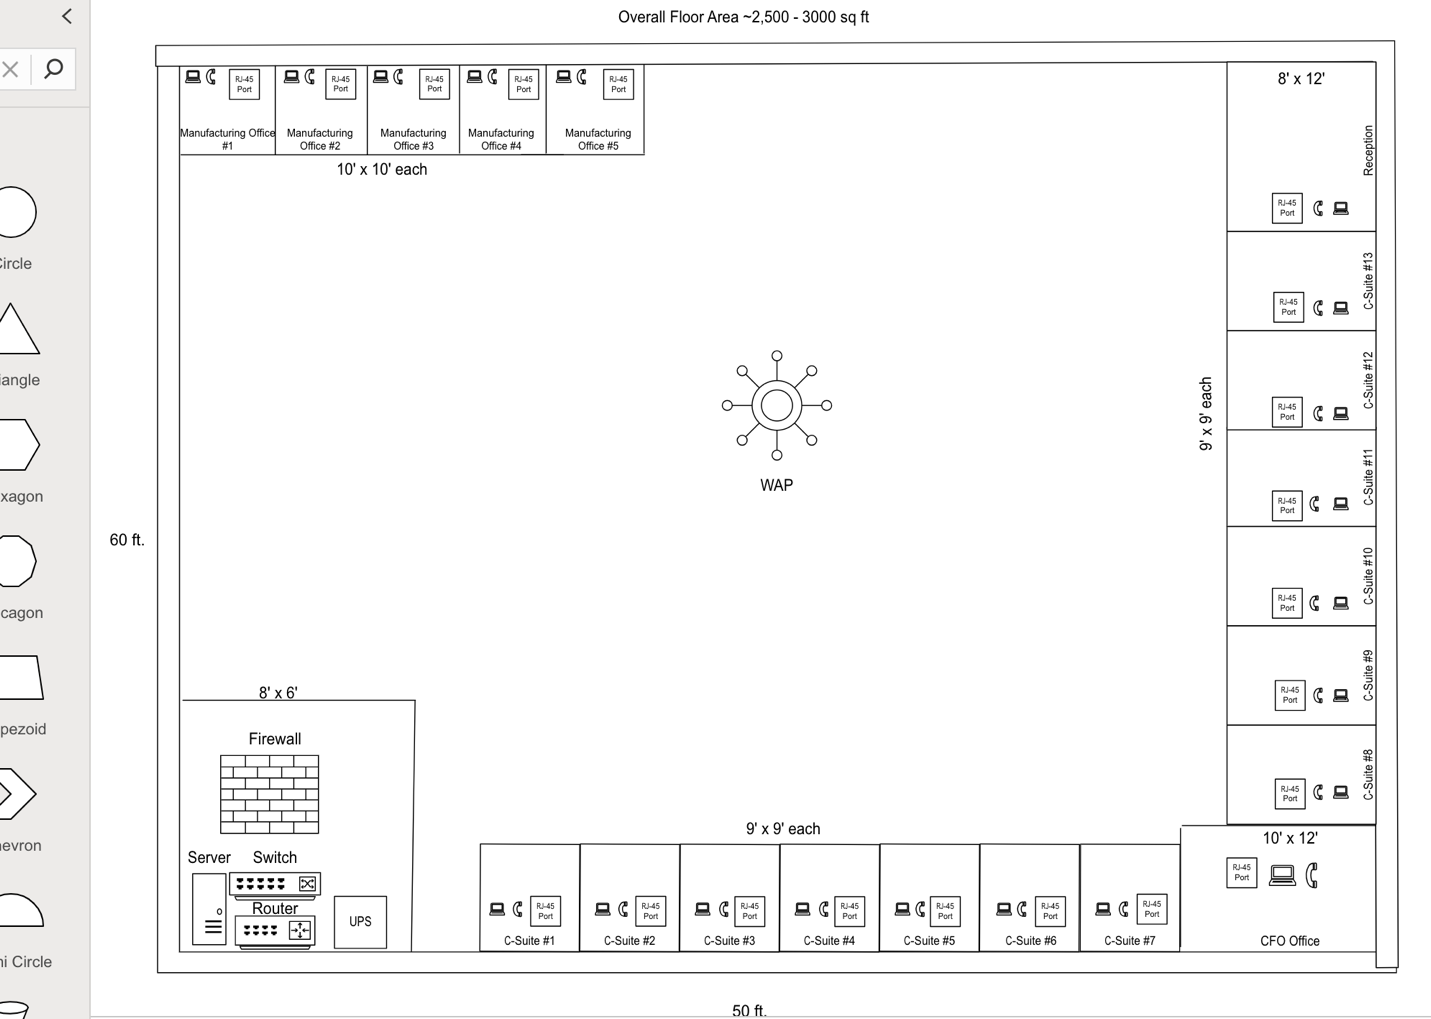 Overall Floor Area ~2,500 - 3000 sq ft
RJ-45
Port
RJ-45
Port
RJ-45
Port
RJ-45
Port
RJ-45
Port
Manufacturing Office
#1
Manufacturing
Office #2
Manufacturing
Office #3
Manufacturing
Office #4
Manufacturing
Office #5
10' x 10' each
8' x 12'
Reception
RJ-45
Port
C-Suite #13
RJ-45
Port
C-Suite #12
RJ-45
Port
9' x 9' each
C-Suite #11
RJ-45
Port
C-Suite #10
RJ-45
Port
C-Suite #9
RJ-45
Port
C-Suite #8
RJ-45
Port
WAP
60 ft.
8' x 6'
Firewall
Server
Switch
Router
UPS
9' x 9' each
RJ-45
Port
RJ-45
Port
RJ-45
Port
RJ-45
Port
RJ-45
Port
RJ-45
Port
RJ-45
Port
C-Suite #1
C-Suite #2
C-Suite #3
C-Suite #4
C-Suite #5
C-Suite #6
C-Suite #7
10' x 12'
RJ-45
Port
CFO Office
50 ft.
Circle
iangle
xagon
cagon
pezoid
evron
ni Circle